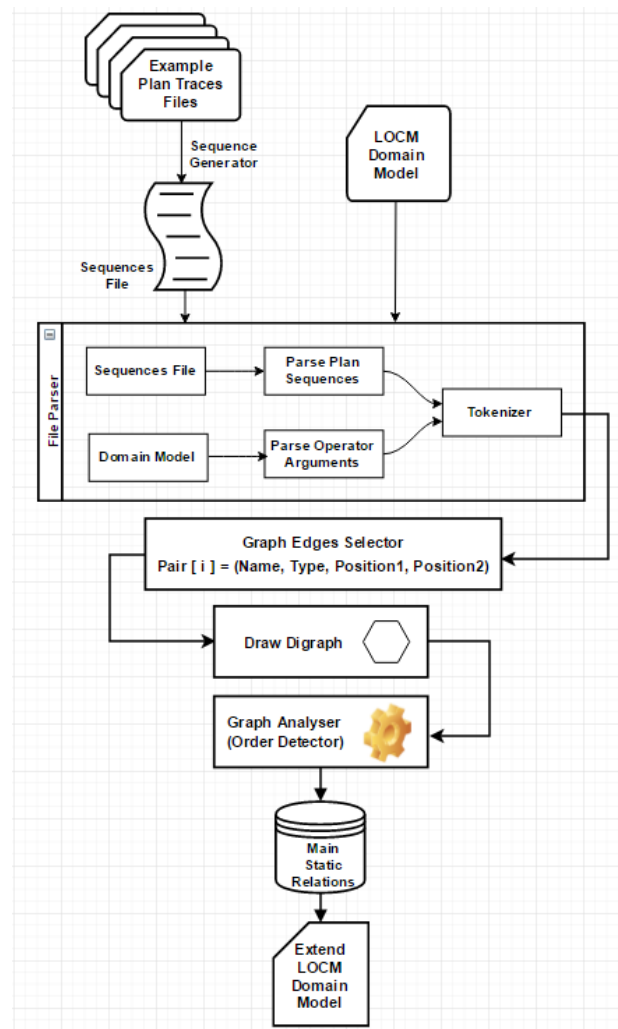 Example
Plan Traces
Files
Sequence
Generator
LOCM
Domain
Model
Sequences
File
File Parser
Sequences File
Parse Plan
Sequences
Tokenizer
Domain Model
Parse Operator
Arguments
Graph Edges Selector
Pair [ i ] = (Name, Type, Position1, Position2)
Draw Digraph
Graph Analyser
(Order Detector)
Main
Static
Relations
Extend
LOCM
Domain
Model